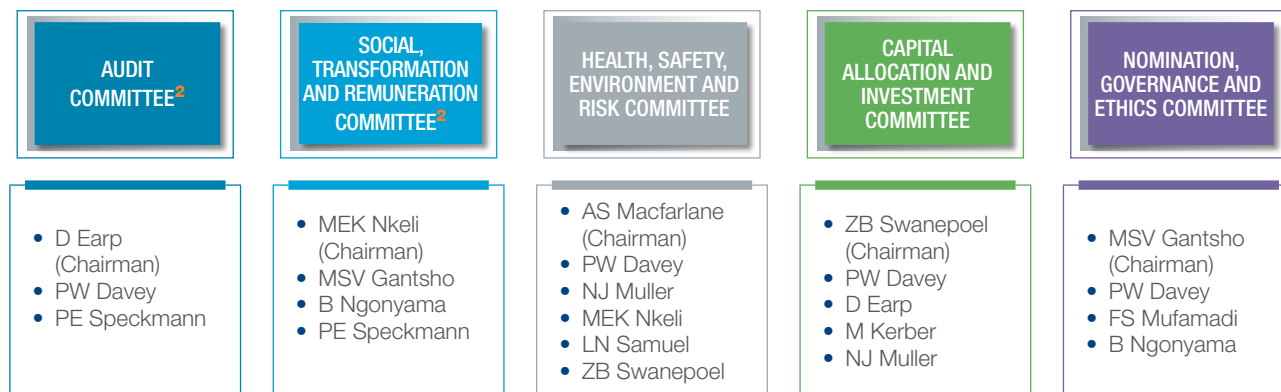 AUDIT
COMMITTEE2
SOCIAL,
TRANSFORMATION
AND REMUNERATION
COMMITTEE2
HEALTH, SAFETY,
ENVIRONMENT AND
RISK COMMITTEE
CAPITAL
ALLOCATION AND
INVESTMENT
COMMITTEE
NOMINATION,
GOVERNANCE AND
ETHICS COMMITTEE
• D Earp
(Chairman)
• PW Davey
• PE Speckmann
• MEK Nkeli
(Chairman)
• MSV Gantsho
• B Ngonyama
• PE Speckmann
• AS Macfarlane
(Chairman)
• PW Davey
• NJ Muller
• MEK Nkeli
• LN Samuel
• ZB Swanepoel
• ZB Swanepoel
(Chairman)
• PW Davey
• D Earp
• M Kerber
• NJ Muller
• MSV Gantsho
(Chairman)
• PW Davey
• FS Mufamadi
• B Ngonyama